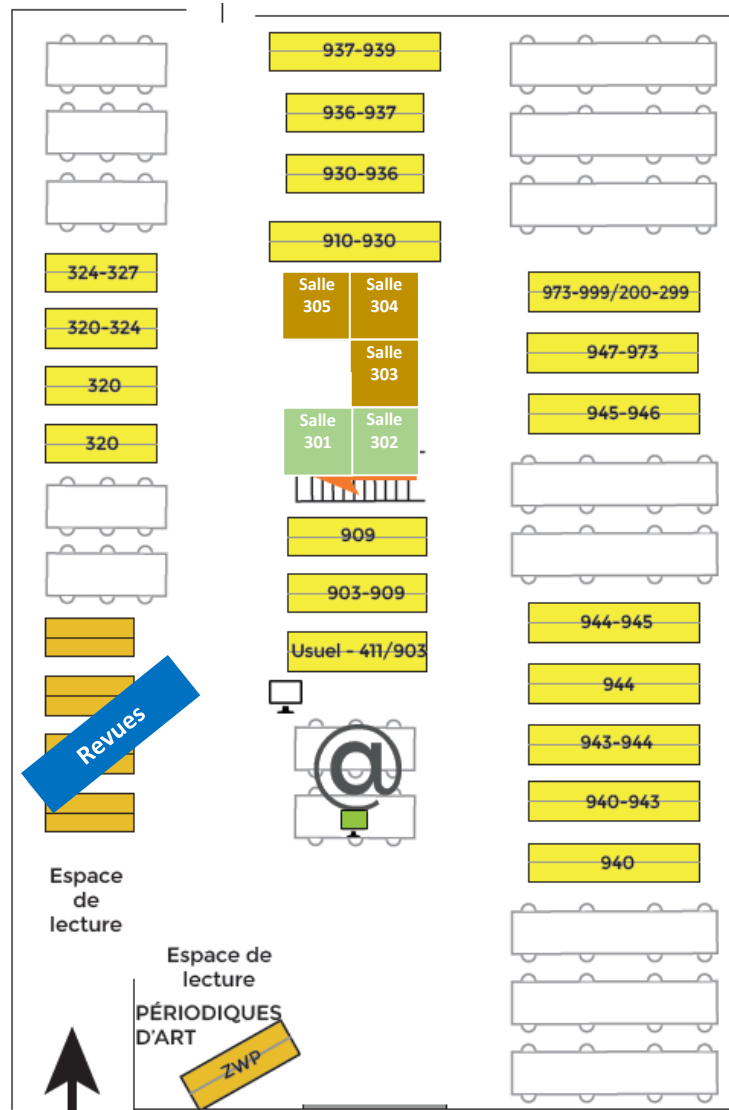 937-939
936-937
930-936
910-930
324-327
320-324
320
320
Salle
305
Salle
304
Salle
303
Salle
301
Salle
302
973-999/200-299
947-973
945-946
909
903-909
Usuel - 411/903
944-945
944
943-944
940-943
940
Revues
@
Espace
de
lecture
Espace de
lecture
PÉRIODIQUES
D'ART
ZWP